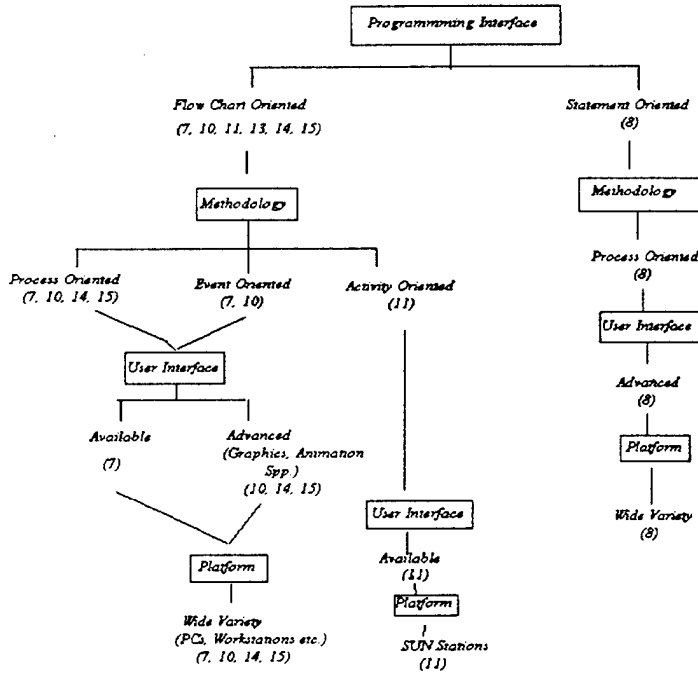 Programmming Interface
Flow Chart Oriented
(7, 10, 11, 13, 14, 15)
Statement Oriented
(8)
Methodology
Methodology
Process Oriented
(7, 10, 14, 15)
Event Oriented
(7, 10)
Activity Oriented
(11)
Process Oriented
(8)
User Interface
User Interface
Advanced
(8)
Available
(7)
Advanced
(Graphics, Animation
Spp.)
(10, 14, 15)
Platform
User Interface
Wide Variety
(8)
Available
(11)
Platform
Platform
Wide Variety
(PCs, Workstations etc.)
(7, 10, 14, 15)
SUN Stations
(11)